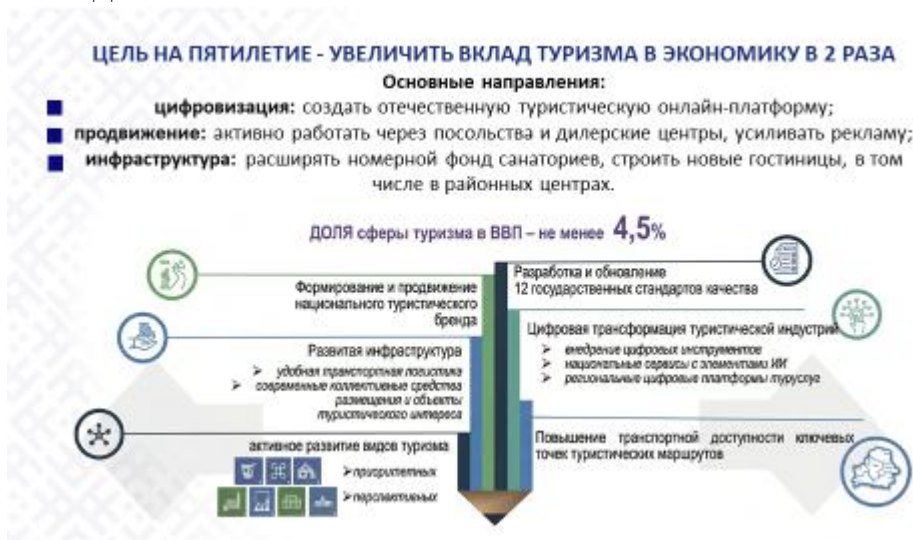 ЦЕЛЬ НА ПЯТИЛЕТИЕ - УВЕЛИЧИТЬ ВКЛАД ТУРИЗМА В ЭКОНОМИКУ В 2 РАЗА
Основные направления:
цифровизация: создать отечественную туристическую онлайн-платформу;
продвижение: активно работать через посольства и дилерские центры, усиливать рекламу;
инфраструктура: расширять номерной фонд санаториев, строить новые гостиницы, в том
числе в районных центрах.
ДОЛЯ сферы туризма в ВВП – не менее 4,5%
Формирование и продвижение
национального туристического
бренда
Развитая инфраструктура
удобная транспортная логистика
современные коллективные средства
размещения и объекты
туристического интереса
активное развитие видов туризма
приоритетных
перспективных
Разработка и обновление
12 государственных стандартов качества
Цифровая трансформация туристической индустрии
внедрение цифровых инструментов
национальные сервисы с элементами ИИ
региональные цифровые платформы туруслуг
Повышение транспортной доступности ключевых
точек туристических маршрутов